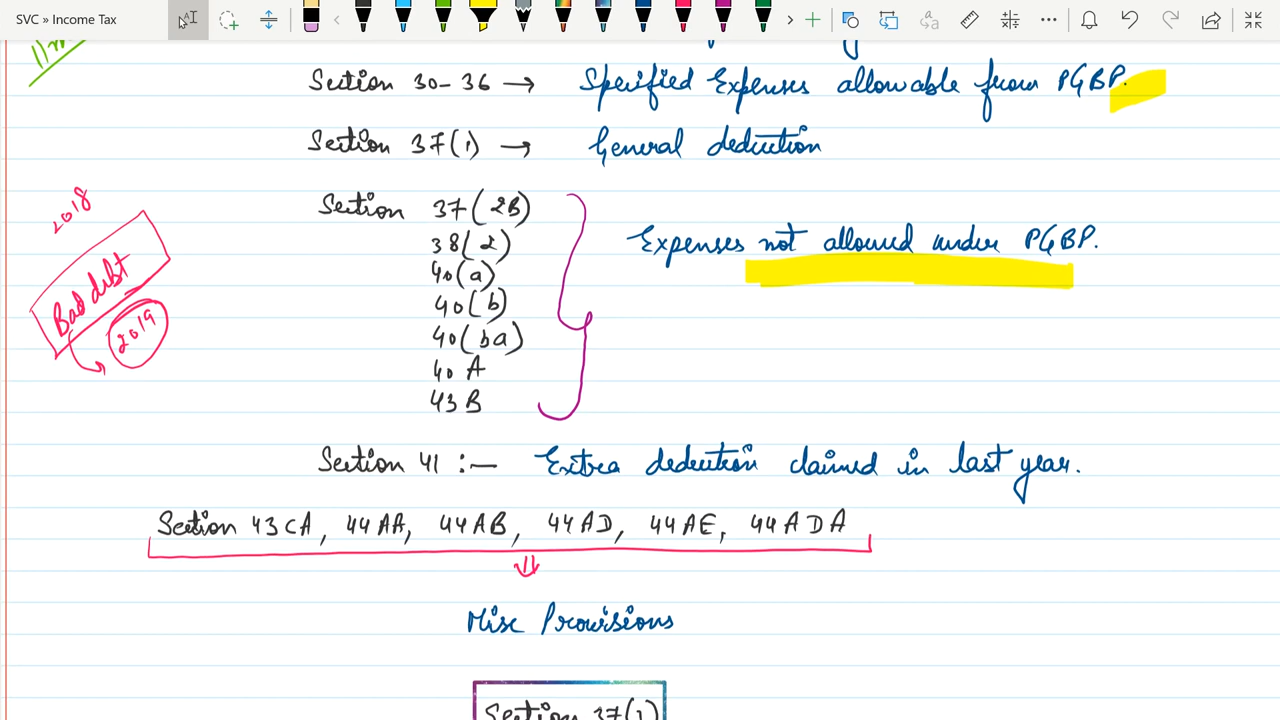 SVC » Income Tax
Section 30-36 → Specified Expenses allowable from PGBP.
Section 37(1) → General deduction
Section 37(2B)
38(2)
40(a)
40(b)
40(ba)
40 A
43 B
Expenses not allowed under PGBP.
2018
Bad debt
2019
Section 41 :— Extra deduction claimed in last year.
Section 43CA, 44AA, 44AB, 44AD, 44AE, 44ADA
Misc Provisions
Section 37(1)